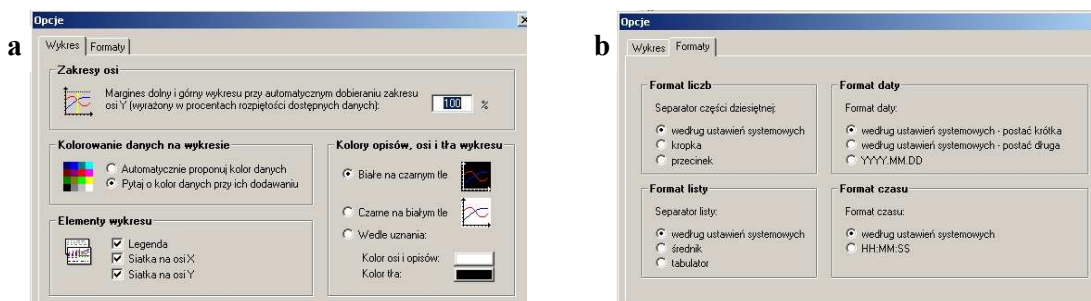 a
Opcje
Wykres Formaty
Zakresy osi
Margines dolny i górny wykresu przy automatycznym dobieraniu zakresu
osi Y (wyrażony w procentach rozpiętości dostępnych danych): 100 %
Kolorowanie danych na wykresie
Automatycznie proponuj kolor danych
Pytaj o kolor danych przy ich dodawaniu
Elementy wykresu
Legenda
Siatka na osi X
Siatka na osi Y
Kolory opisów, osi i tła wykresu
Białe na czarnym tle
Czarne na białym tle
Wedle uznania:
Kolor osi i opisów:
Kolor tła:
b
Opcje
Wykres Formaty
Format liczb
Separator części dziesiętnej:
według ustawień systemowych
kropka
przecinek
Format daty
Format daty:
według ustawień systemowych - postać krótka
według ustawień systemowych - postać długa
YYYY.MM.DD
Format listy
Separator listy:
według ustawień systemowych
średnik
tabulator
Format czasu
Format czasu:
według ustawień systemowych
HH:MM:SS